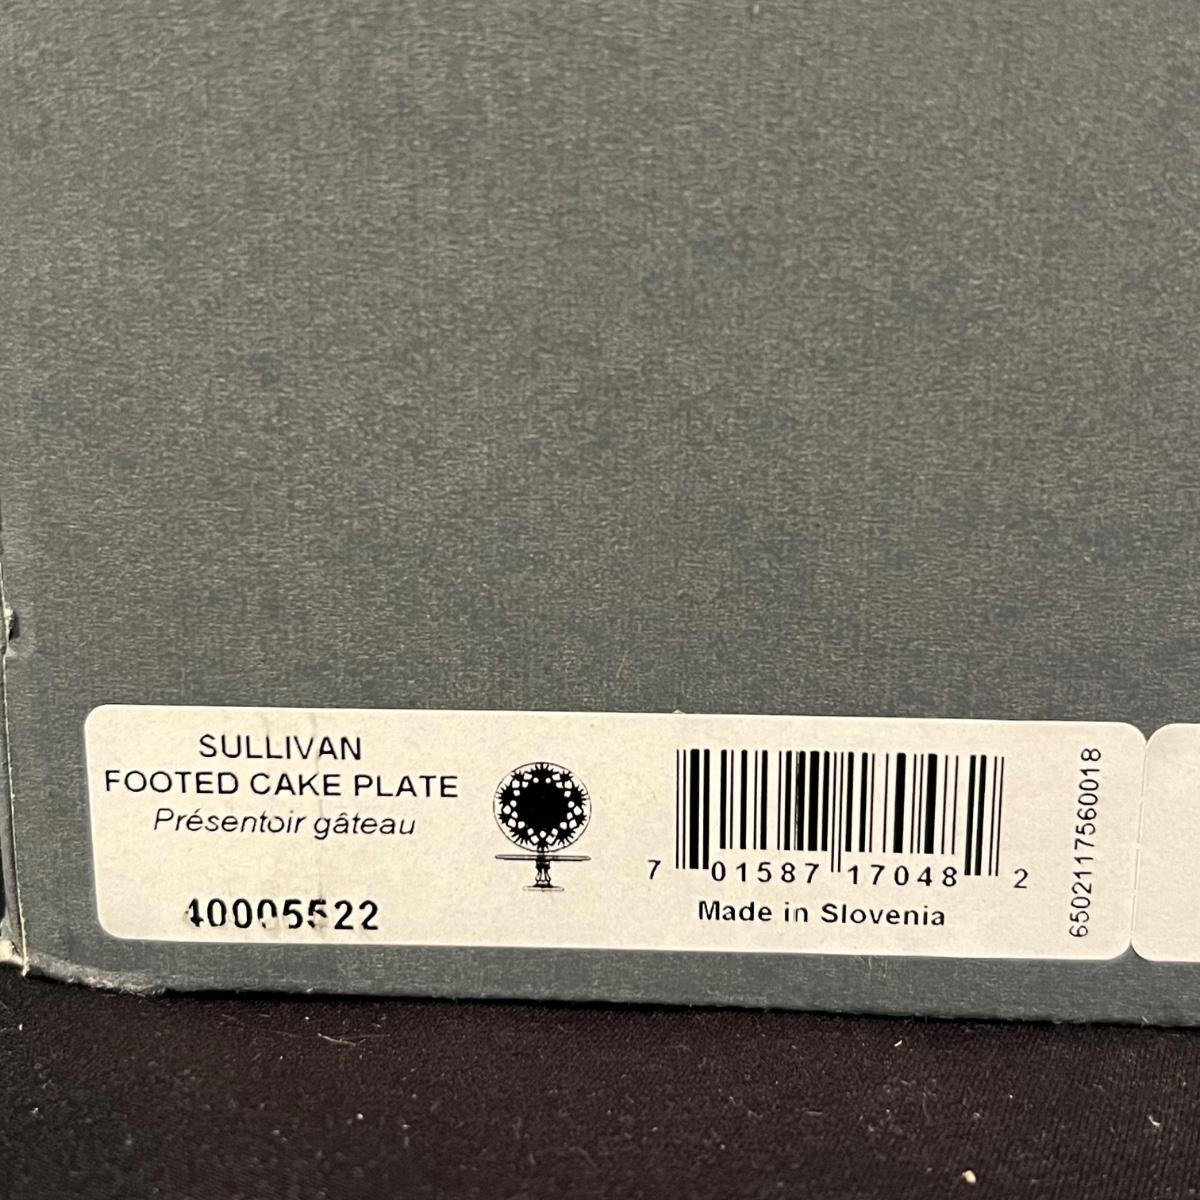 SULLIVAN
FOOTED CAKE PLATE
Présentoir gâteau
40005522
7 01587 17048 2
Made in Slovenia
6502117560018